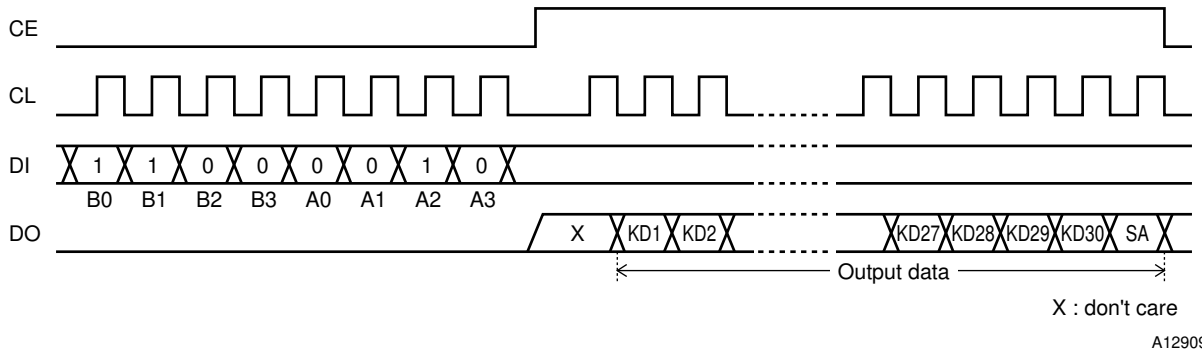 CE
CL
DI 1 1 0 0 0 0 1 0
B0 B1 B2 B3 A0 A1 A2 A3
DO X KD1 KD2 KD27 KD28 KD29 KD30 SA
Output data
X : don't care
A12909